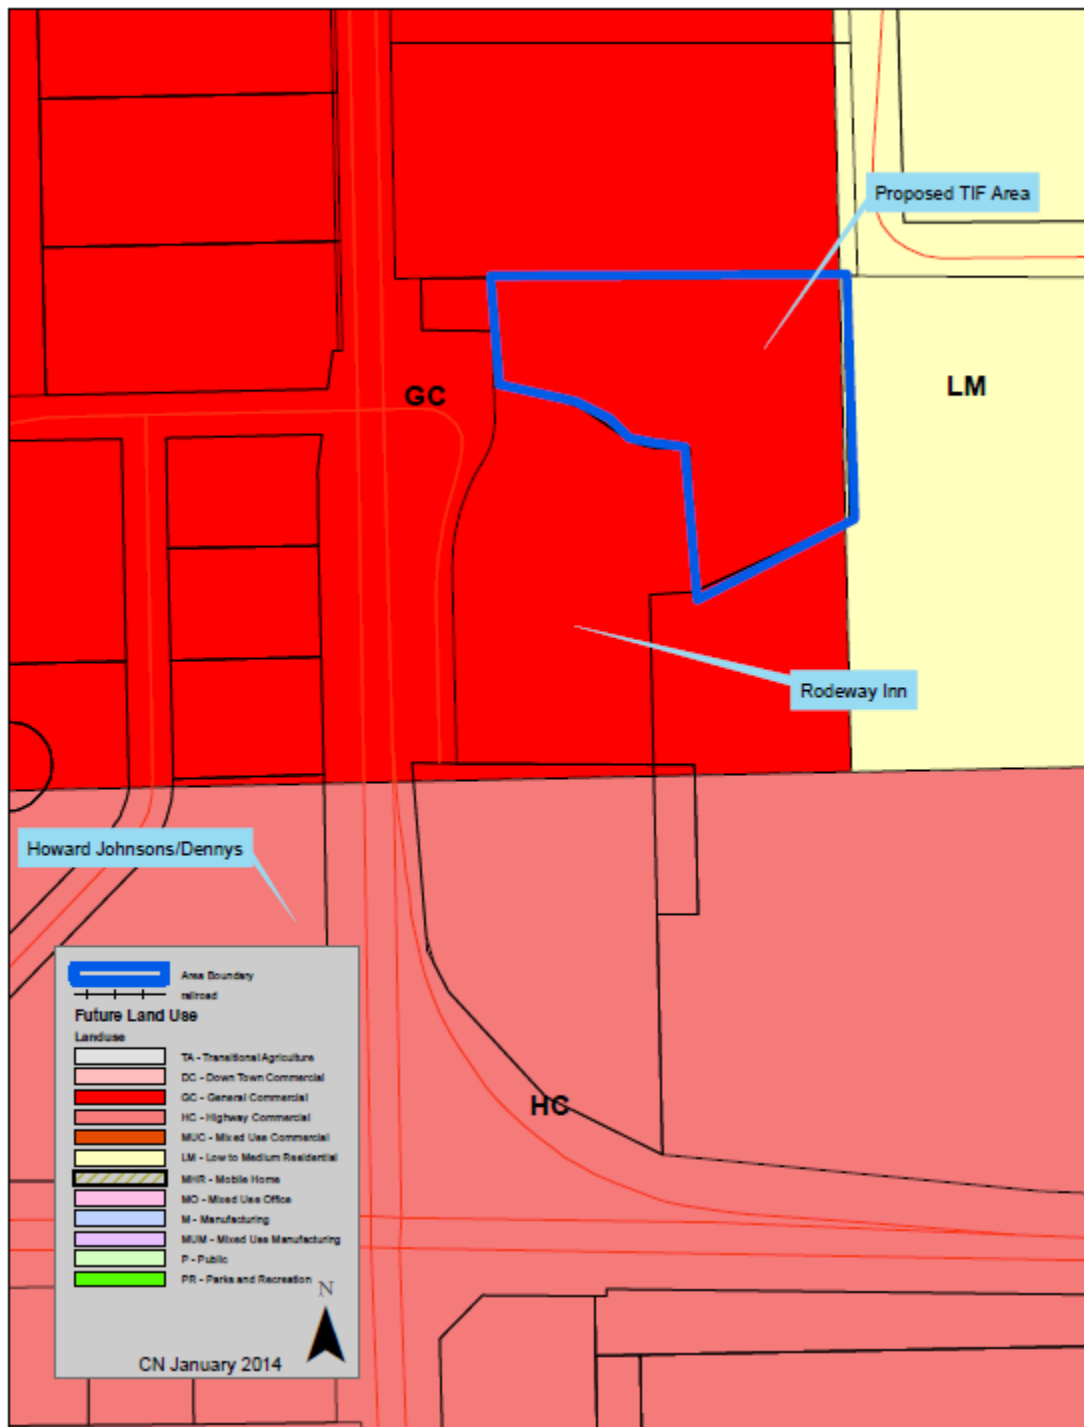 Proposed TIF Area
GC
LM
Rodeway Inn
Howard Johnsons/Dennys
HC
Area Boundary
railroad
Future Land Use
Landuse
TA - Transitional Agriculture
DC - Down Town Commercial
GC - General Commercial
HC - Highway Commercial
MUC - Mixed Use Commercial
LM - Low to Medium Residential
MHR - Mobile Home
MO - Mixed Use Office
M - Manufacturing
MUM - Mixed Use Manufacturing
P - Public
PR - Parks and Recreation
N
CN January 2014